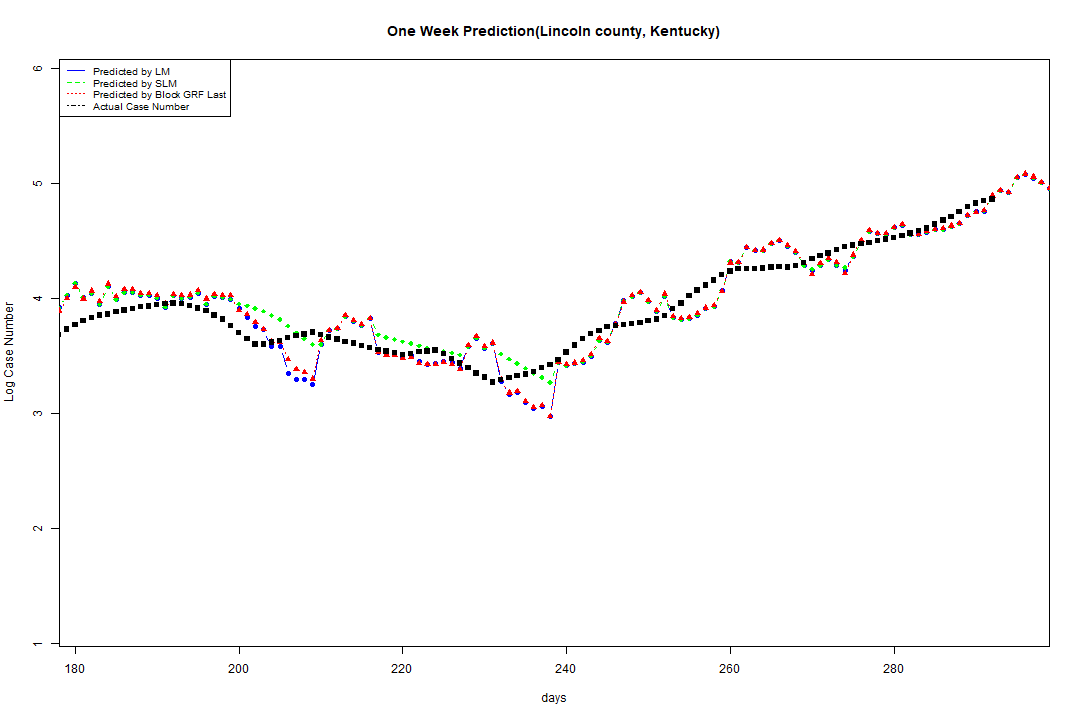 One Week Prediction(Lincoln county, Kentucky)
Predicted by LM
Predicted by SLM
Predicted by Block GRF Last
Actual Case Number
6
5
4
3
2
1
Log Case Number
180 200 220 240 260 280
days